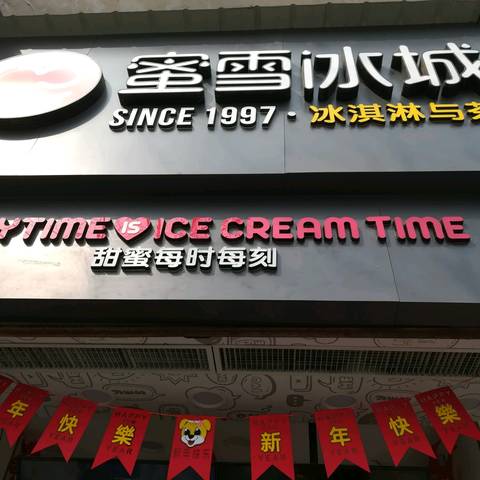 蜜雪冰城
SINCE 1997·冰淇淋与茶
YTIME IS ICE CREAM TIME
甜蜜每时每刻
年 快 樂 新 年 快 樂